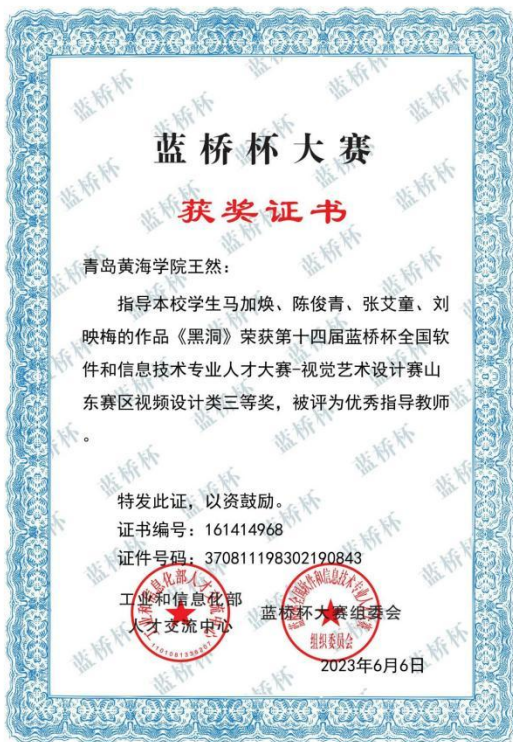 蓝桥杯大赛
获奖证书
青岛黄海学院王然：
指导本校学生马加焕、陈俊青、张艾童、刘
映梅的作品《黑洞》荣获第十四届蓝桥杯全国软
件和信息技术专业人才大赛-视觉艺术设计赛山
东赛区视频设计类三等奖，被评为优秀指导教师
。
特发此证，以资鼓励。
证书编号：161414968
证件号码：370811198302190843
工业和信息化部
人才交流中心
蓝桥杯大赛组委会
组织委员会
2023年6月6日